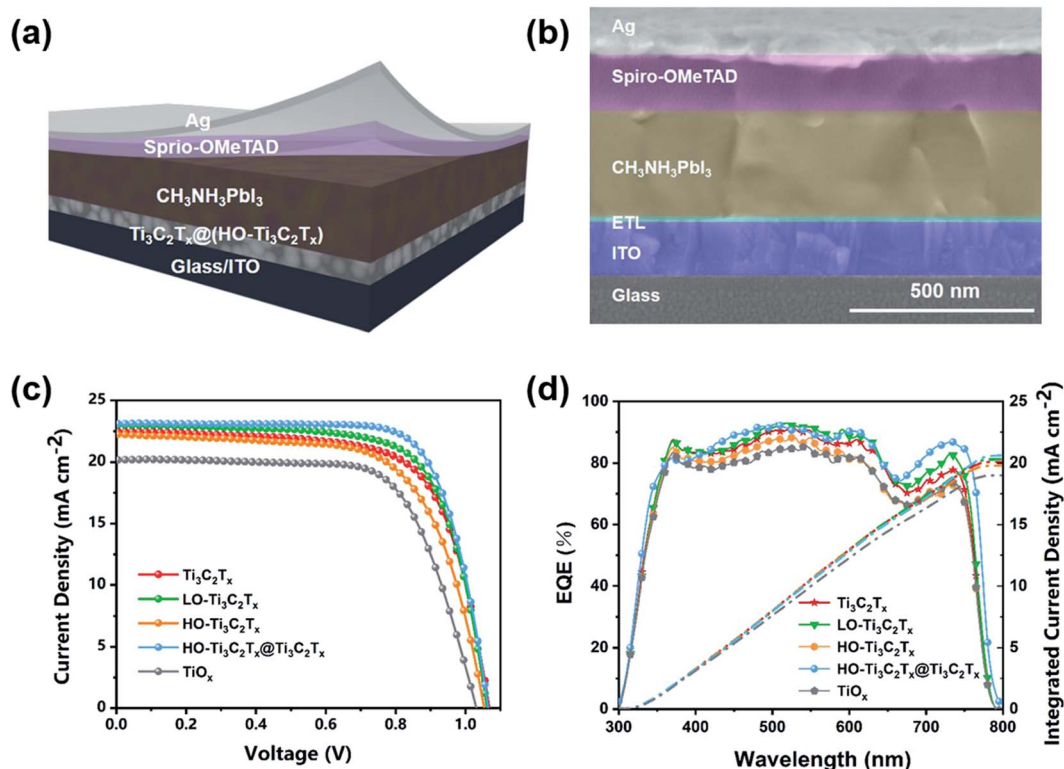 (a)
Ag
Sprio-OMeTAD
CH₃NH₃PbI₃
Ti₃C₂Tₓ@(HO-Ti₃C₂Tₓ)
Glass/ITO
(b)
Ag
Spiro-OMeTAD
CH₃NH₃PbI₃
ETL
ITO
Glass
500 nm
(c)
Current Density (mA cm⁻²)
25
20
15
10
5
0
0.0 0.2 0.4 0.6 0.8 1.0
Voltage (V)
Ti₃C₂Tₓ
LO-Ti₃C₂Tₓ
HO-Ti₃C₂Tₓ
HO-Ti₃C₂Tₓ@Ti₃C₂Tₓ
TiOₓ
(d)
EQE (%)
100
80
60
40
20
0
300 400 500 600 700 800
Wavelength (nm)
Ti₃C₂Tₓ
LO-Ti₃C₂Tₓ
HO-Ti₃C₂Tₓ
HO-Ti₃C₂Tₓ@Ti₃C₂Tₓ
TiOₓ
25
20
15
10
5
0
Integrated Current Density (mA cm⁻²)